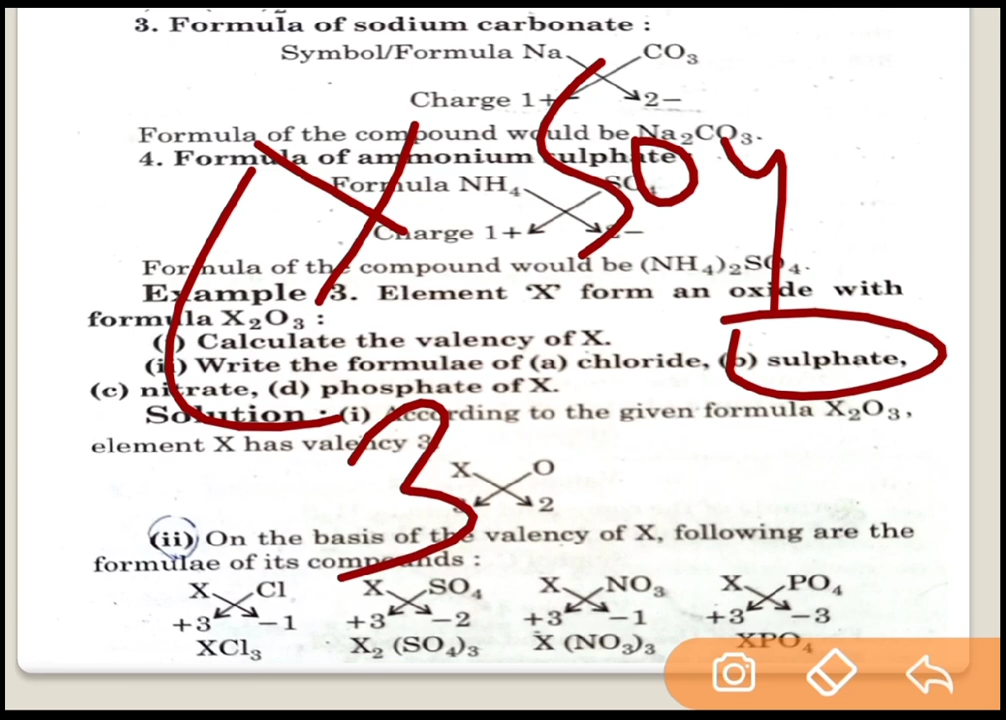 3. Formula of sodium carbonate :
Symbol/Formula Na CO₃
Charge 1+ 2−
Formula of the compound would be Na₂CO₃.
4. Formula of ammonium sulphate
Formula NH₄ SO₄
Charge 1+ 2−
Formula of the compound would be (NH₄)₂SO₄.
Example 3. Element ‘X’ form an oxide with
formula X₂O₃ :
(i) Calculate the valency of X.
(ii) Write the formulae of (a) chloride, (b) sulphate,
(c) nitrate, (d) phosphate of X.
Solution : (i) According to the given formula X₂O₃,
element X has valency 3
X O
2
(ii) On the basis of the valency of X, following are the
formulae of its compounds :
X Cl X SO₄ X NO₃ X PO₄
+3 −1 +3 −2 +3 −1 +3 −3
XCl₃ X₂ (SO₄)₃ X (NO₃)₃ XPO₄
X SO4
3